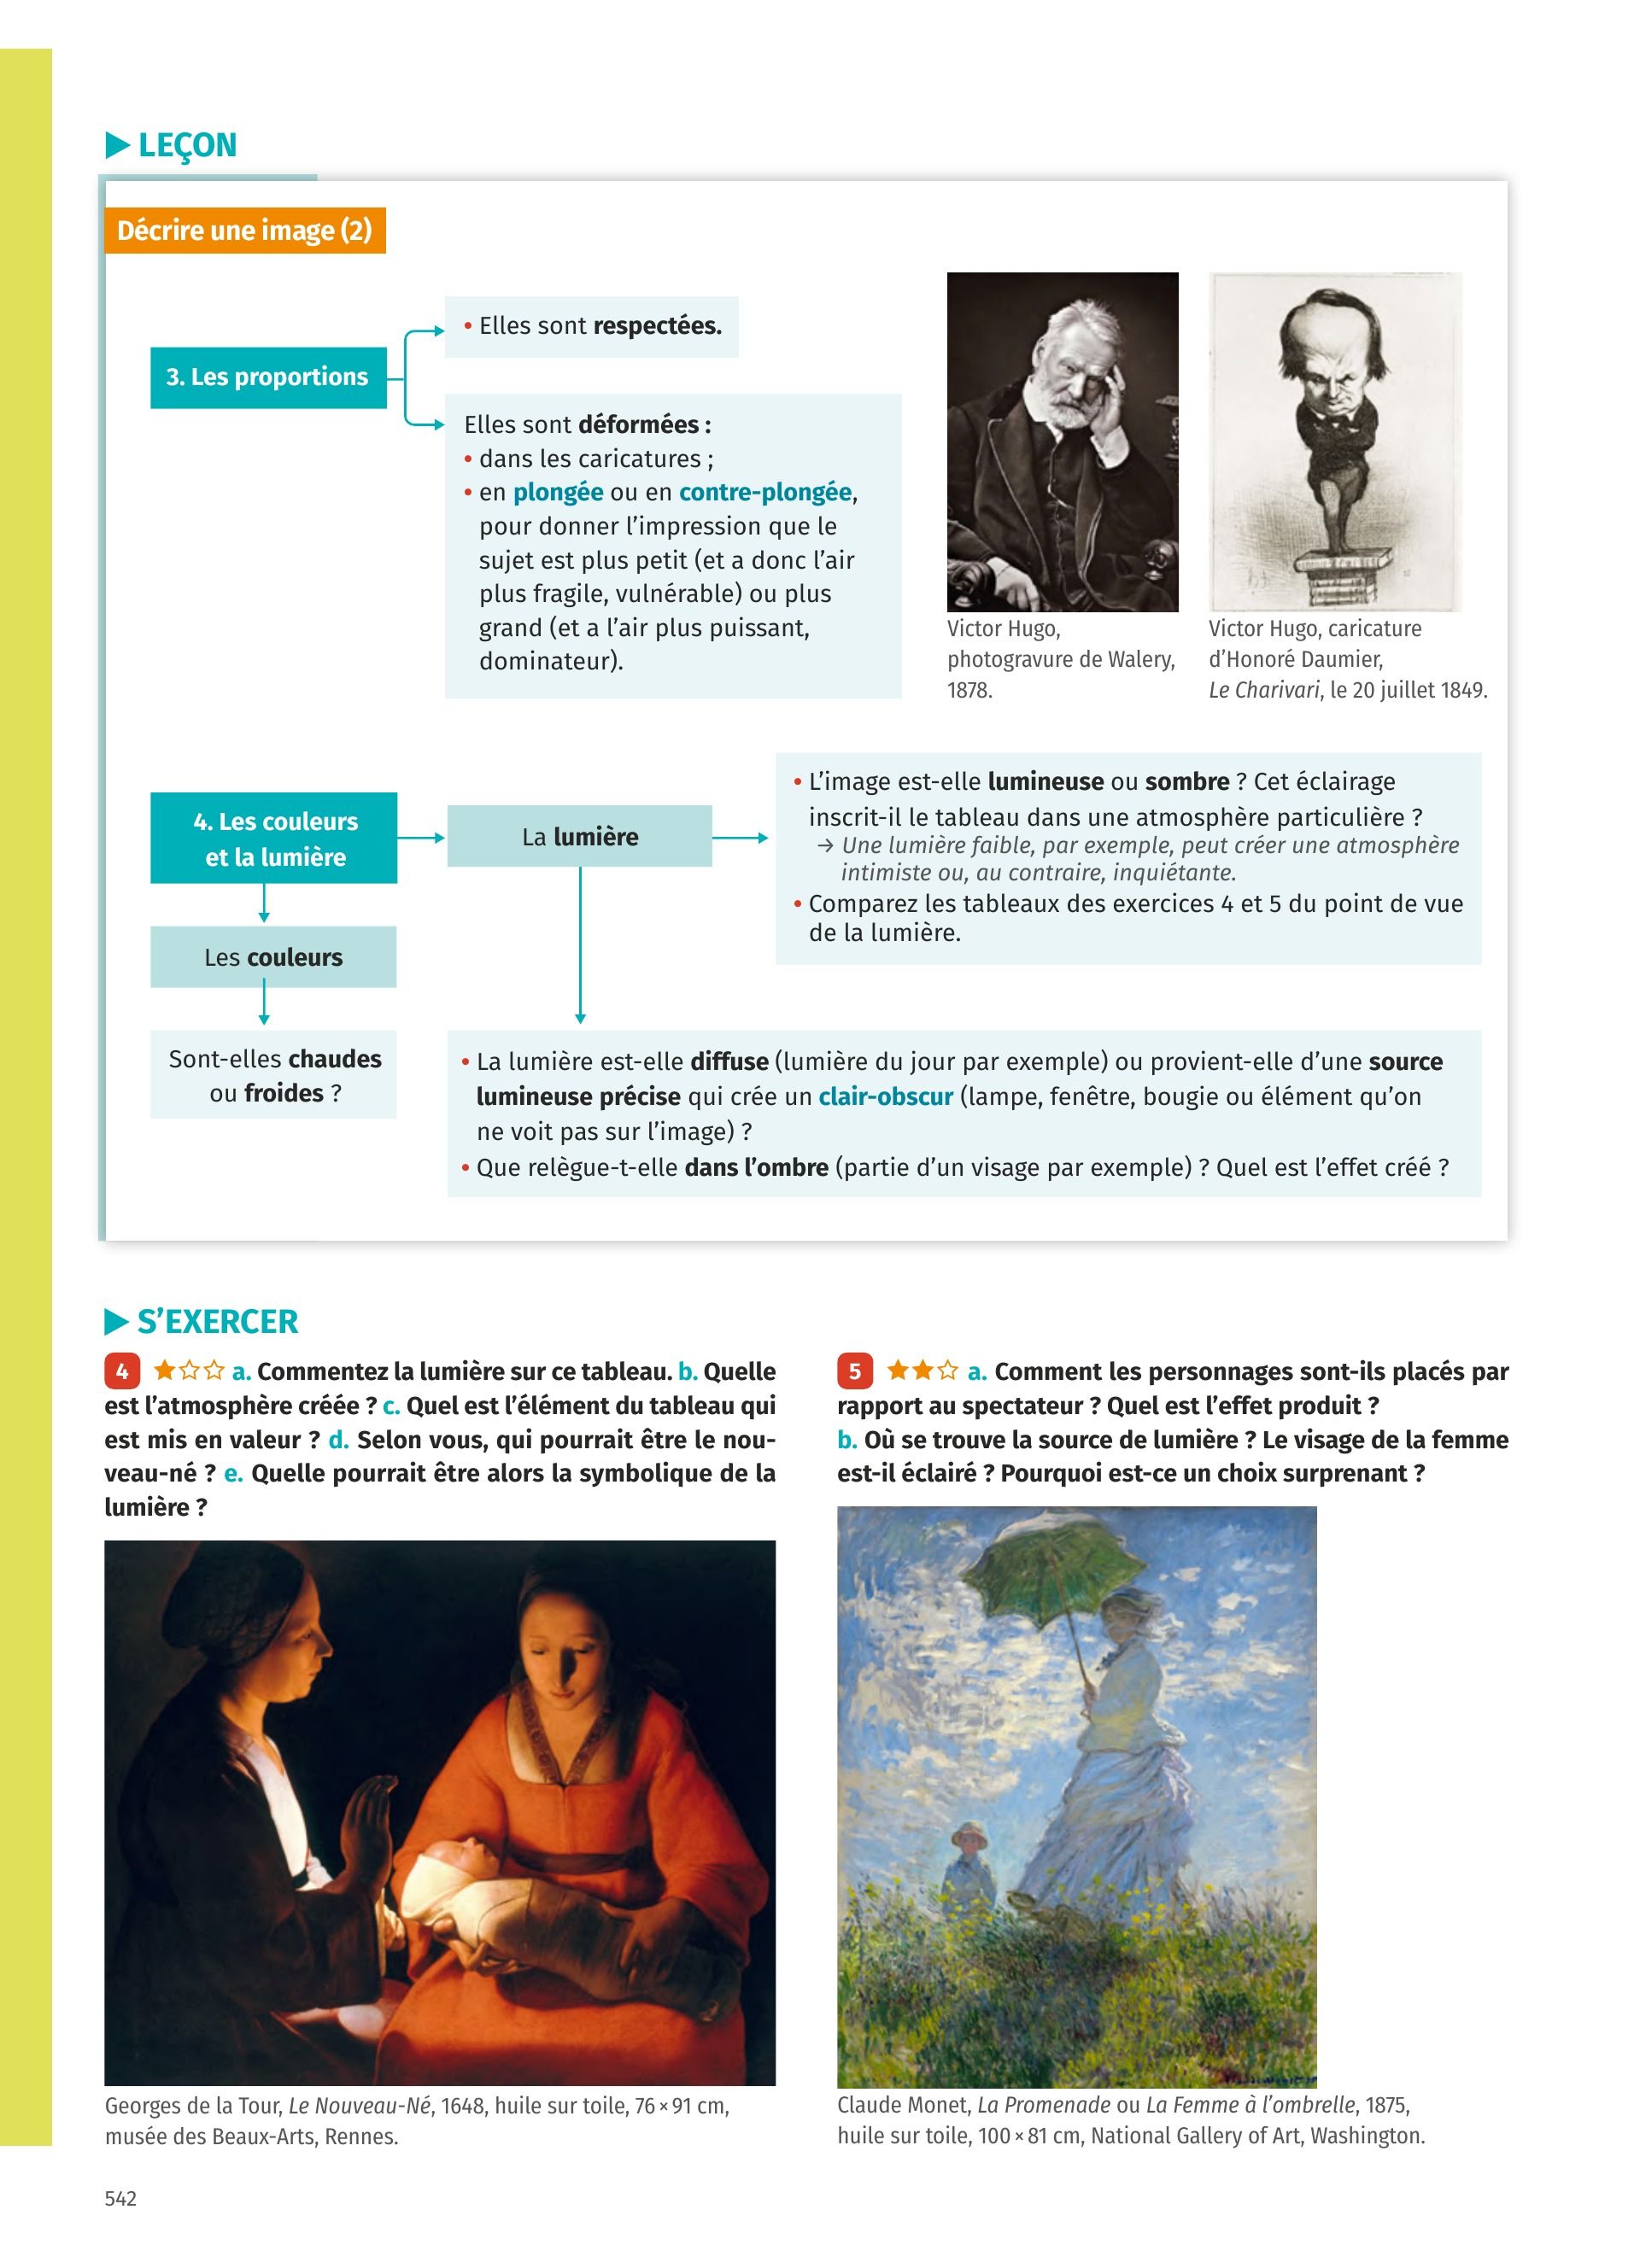 LEÇON
Décrire une image (2)
3. Les proportions
• Elles sont respectées.
Elles sont déformées :
• dans les caricatures ;
• en plongée ou en contre-plongée,
pour donner l’impression que le
sujet est plus petit (et a donc l’air
plus fragile, vulnérable) ou plus
grand (et a l’air plus puissant,
dominateur).
Victor Hugo,
photogravure de Walery,
1878.
Victor Hugo, caricature
d’Honoré Daumier,
Le Charivari, le 20 juillet 1849.
4. Les couleurs
et la lumière
La lumière
• L’image est-elle lumineuse ou sombre ? Cet éclairage
inscrit-il le tableau dans une atmosphère particulière ?
→ Une lumière faible, par exemple, peut créer une atmosphère
intimiste ou, au contraire, inquiétante.
• Comparez les tableaux des exercices 4 et 5 du point de vue
de la lumière.
Les couleurs
Sont-elles chaudes
ou froides ?
• La lumière est-elle diffuse (lumière du jour par exemple) ou provient-elle d’une source
lumineuse précise qui crée un clair-obscur (lampe, fenêtre, bougie ou élément qu’on
ne voit pas sur l’image) ?
• Que relègue-t-elle dans l’ombre (partie d’un visage par exemple) ? Quel est l’effet créé ?
S’EXERCER
4 ★☆☆ a. Commentez la lumière sur ce tableau. b. Quelle
est l’atmosphère créée ? c. Quel est l’élément du tableau qui
est mis en valeur ? d. Selon vous, qui pourrait être le nou-
veau-né ? e. Quelle pourrait être alors la symbolique de la
lumière ?
Georges de la Tour, Le Nouveau-Né, 1648, huile sur toile, 76 × 91 cm,
musée des Beaux-Arts, Rennes.
5 ★★☆ a. Comment les personnages sont-ils placés par
rapport au spectateur ? Quel est l’effet produit ?
b. Où se trouve la source de lumière ? Le visage de la femme
est-il éclairé ? Pourquoi est-ce un choix surprenant ?
Claude Monet, La Promenade ou La Femme à l’ombrelle, 1875,
huile sur toile, 100 × 81 cm, National Gallery of Art, Washington.
542